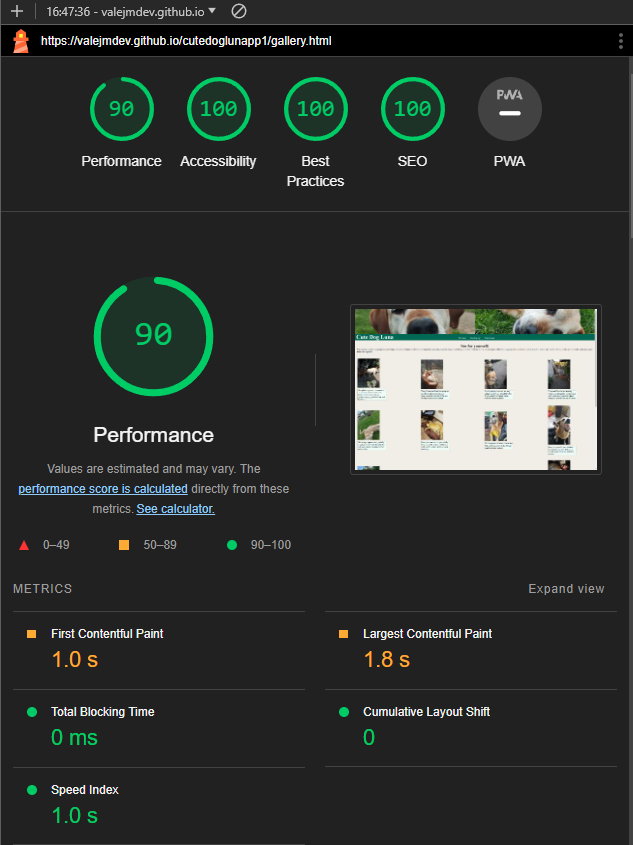 16:47:36 - valejmdev.github.io
https://valejmdev.github.io/cutedoglunapp1/gallery.html
90 100 100 100 PWA
Performance Accessibility Best Practices SEO PWA
90
Cute Dog Luna
Performance
Values are estimated and may vary. The
performance score is calculated directly from these
metrics. See calculator.
0–49 50–89 90–100
METRICS Expand view
First Contentful Paint
1.0 s
Largest Contentful Paint
1.8 s
Total Blocking Time
0 ms
Cumulative Layout Shift
0
Speed Index
1.0 s